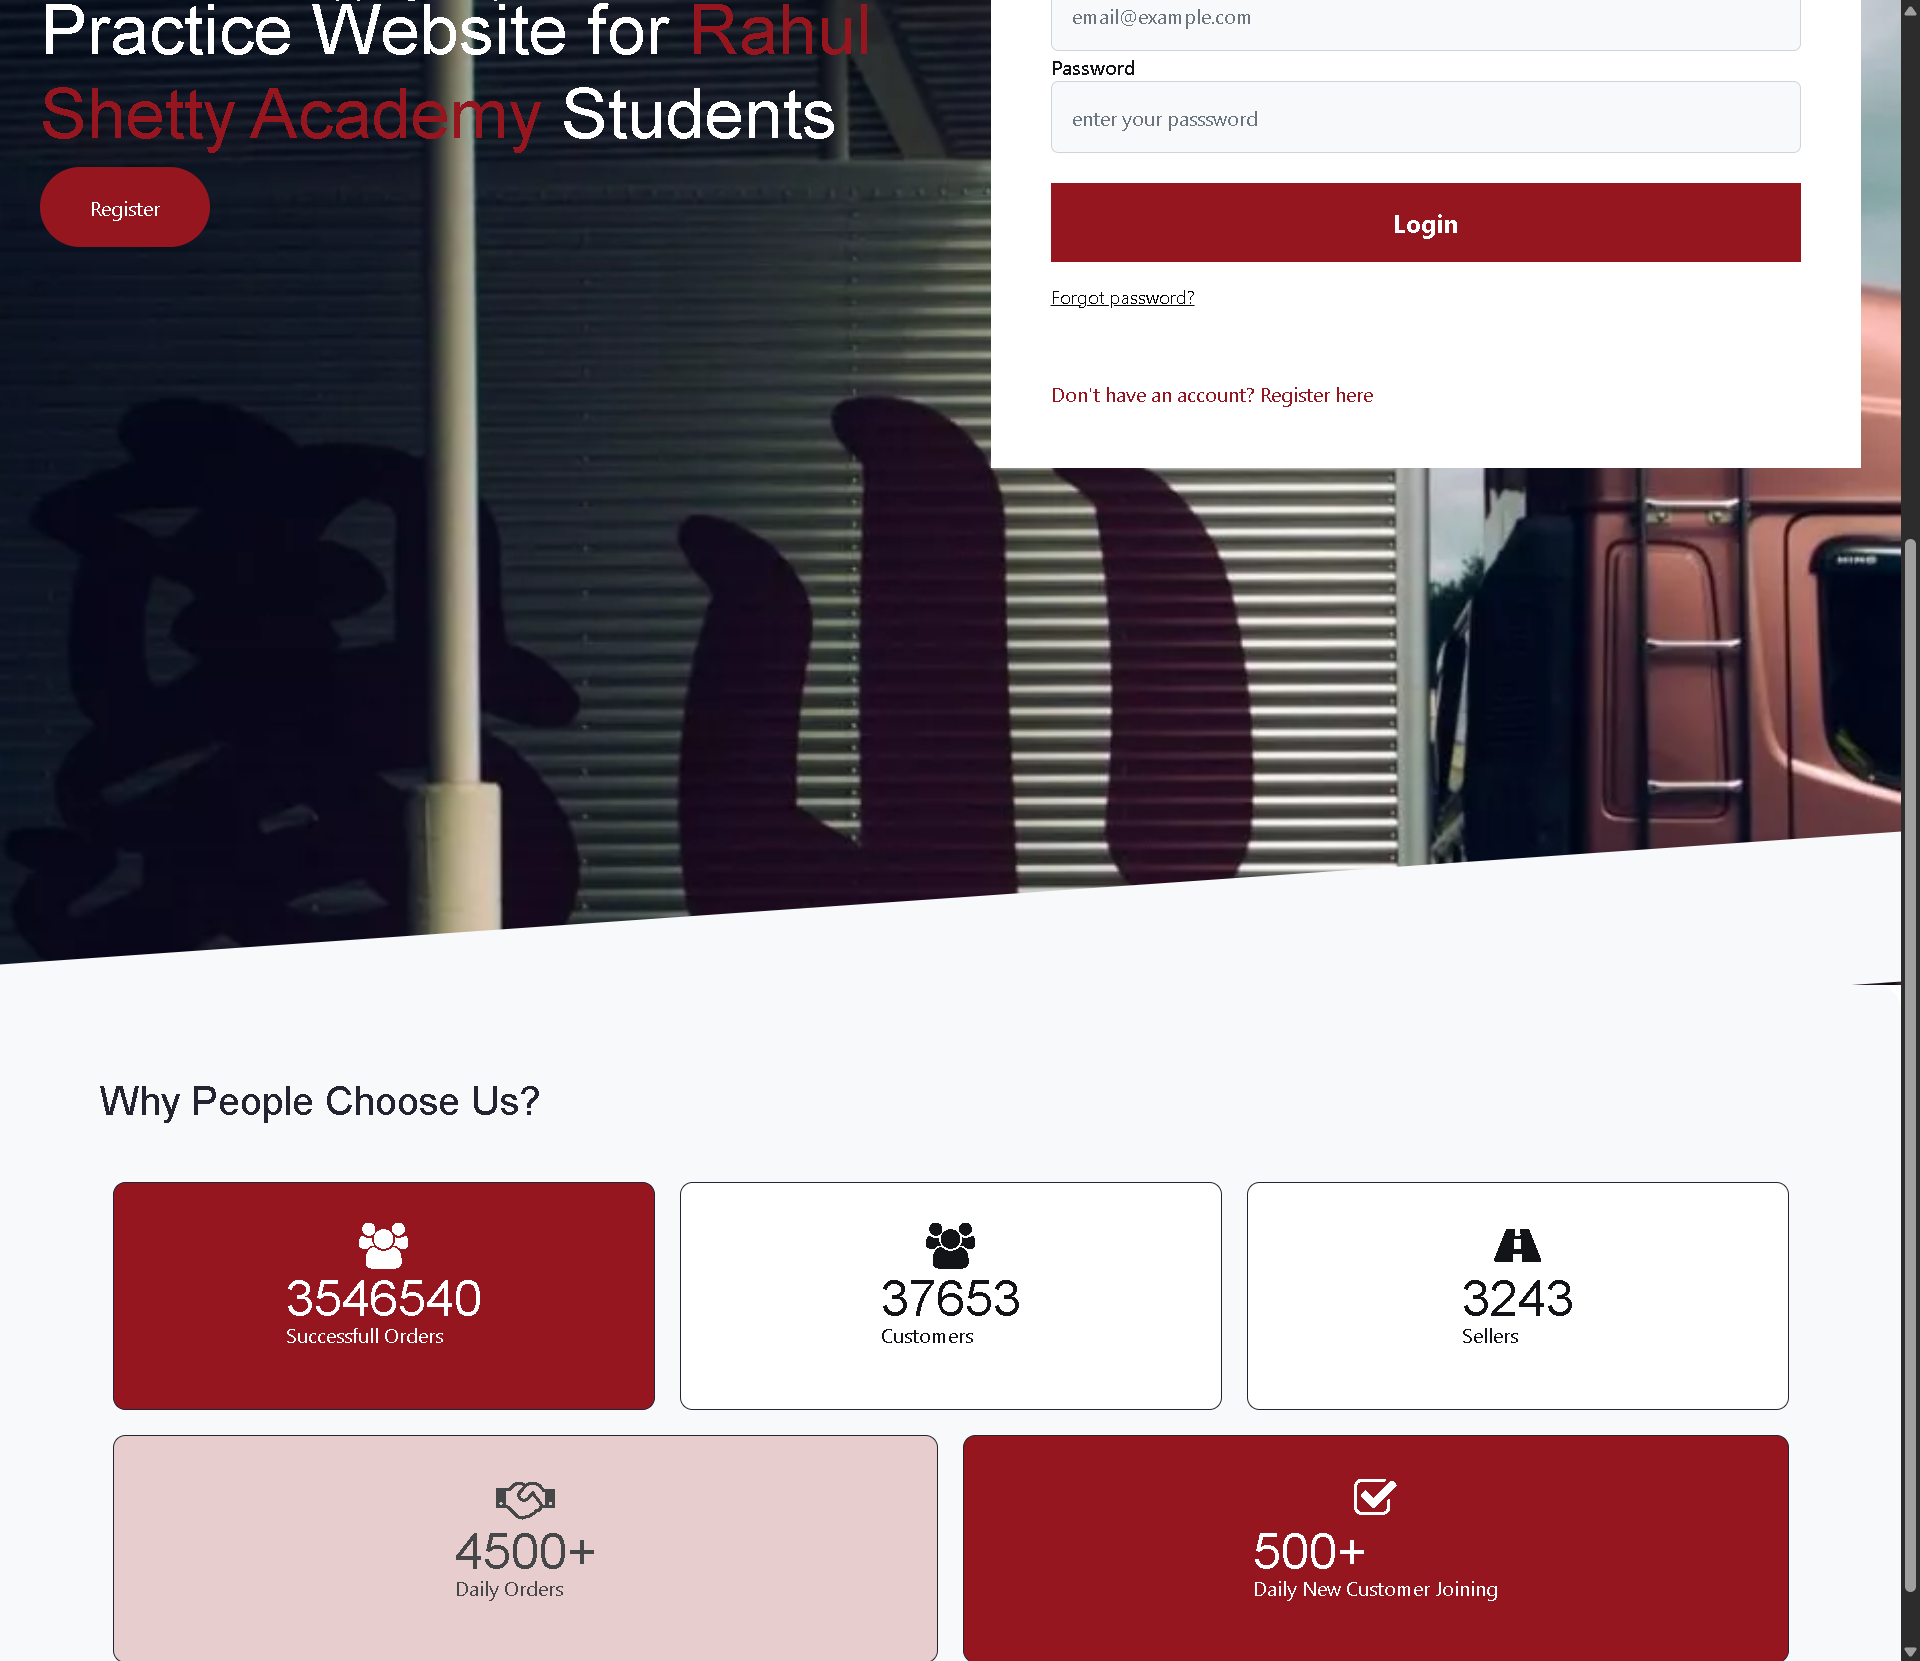 Practice Website for Rahul
Shetty Academy Students
Register
email@example.com
Password
enter your passsword
Login
Forgot password?
Don't have an account? Register here
HINO
Why People Choose Us?
3546540
Successfull Orders
37653
Customers
3243
Sellers
4500+
Daily Orders
500+
Daily New Customer Joining